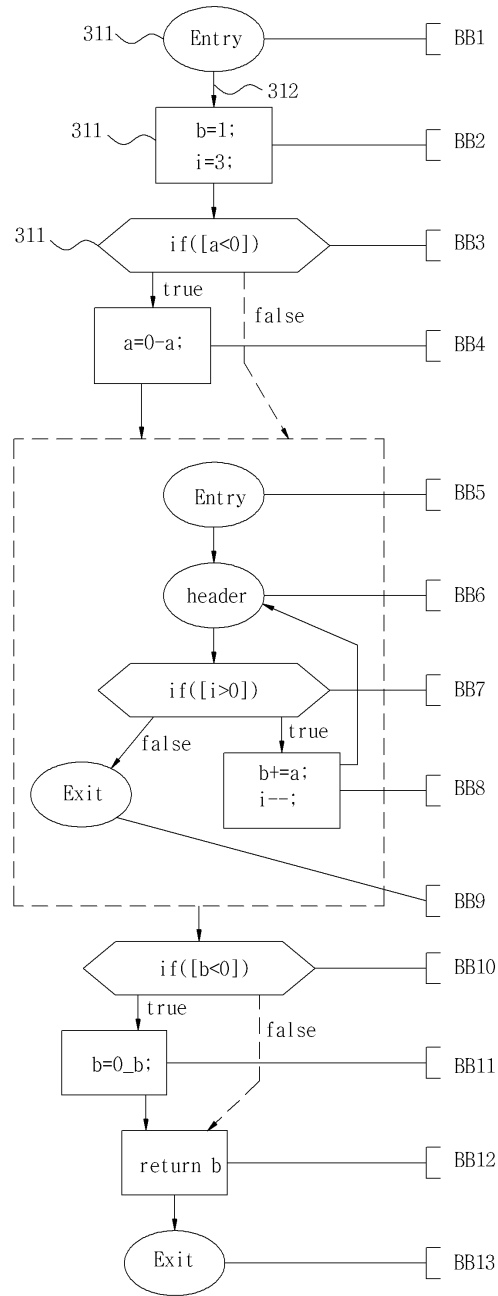 311
Entry
BB1
312
311
b=1;
i=3;
BB2
311
if([a<0])
BB3
true
false
a=0-a;
BB4
Entry
BB5
header
BB6
if([i>0])
BB7
false
true
Exit
b+=a;
i--;
BB8
BB9
if([b<0])
BB10
true
false
b=0_b;
BB11
return b
BB12
Exit
BB13